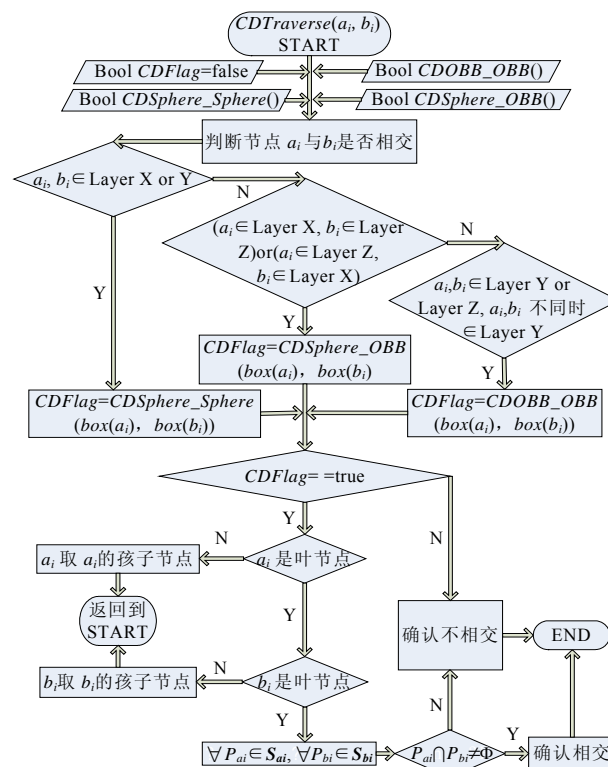 CDTraverse(ai, bi)
START
Bool CDFlag=false
Bool CDOBB_OBB()
Bool CDSphere_Sphere()
Bool CDSphere_OBB()
判断节点 ai 与bi是否相交
ai, bi∈Layer X or Y
N
(ai∈Layer X, bi∈Layer
Z)or(ai∈Layer Z,
bi∈Layer X)
N
ai,bi∈Layer Y or
Layer Z, ai,bi 不同时
∈Layer Y
Y
Y
CDFlag=CDSphere_OBB
(box(ai), box(bi)
Y
CDFlag=CDSphere_Sphere
(box(ai), box(bi))
CDFlag=CDOBB_OBB
(box(ai), box(bi))
CDFlag= =true
Y
N
ai 取 ai的孩子节点
N
ai 是叶节点
返回到
START
Y
确认不相交
END
bi取 bi的孩子节点
N
bi是叶节点
Y
N
∀Pai∈Sai, ∀Pbi∈Sbi
Pai∩Pbi≠Φ
Y
确认相交